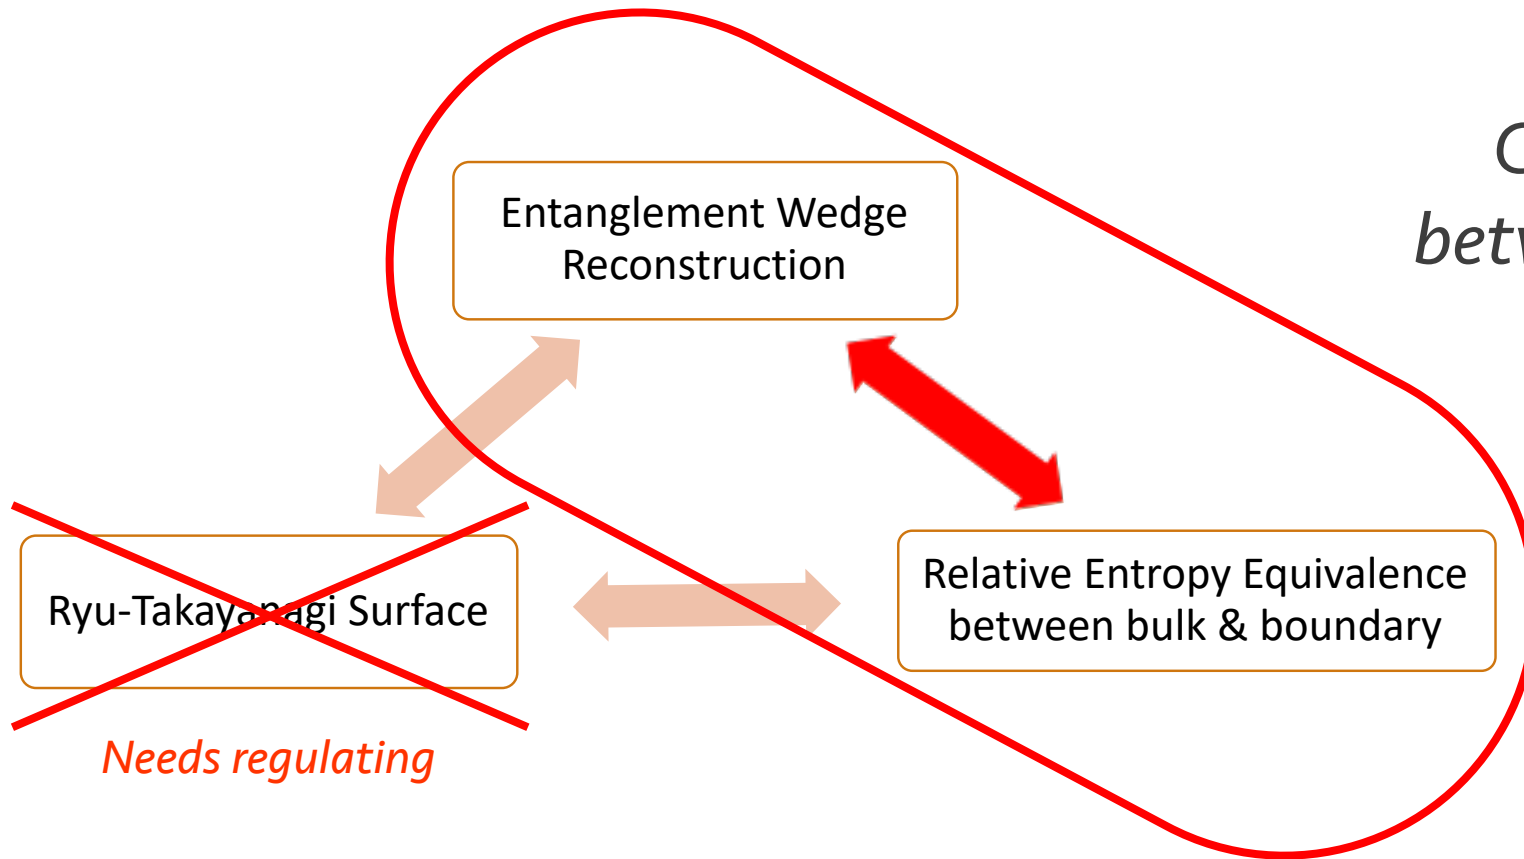 Entanglement Wedge
Reconstruction
Ryu-Takayanagi Surface
Relative Entropy Equivalence
between bulk & boundary
Needs regulating